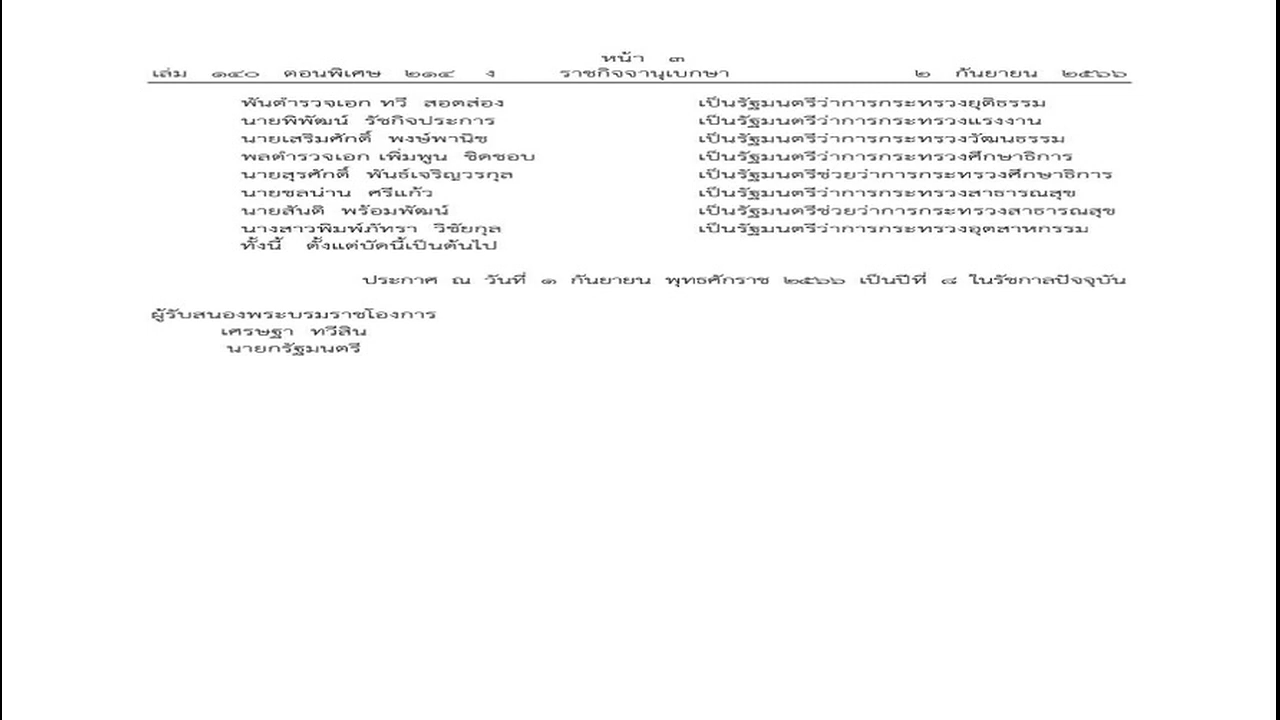 หน้า ๓
เล่ม ๑๔๐ ตอนพิเศษ ๒๑๔ ง ราชกิจจานุเบกษา ๒ กันยายน ๒๕๖๖
พันตำรวจเอก ทวี สอดส่อง เป็นรัฐมนตรีว่าการกระทรวงยุติธรรม
นายพิพัฒน์ รัชกิจประการ เป็นรัฐมนตรีว่าการกระทรวงแรงงาน
นายเสริมศักดิ์ พงษ์พานิช เป็นรัฐมนตรีว่าการกระทรวงวัฒนธรรม
พลตำรวจเอก เพิ่มพูน ชิดชอบ เป็นรัฐมนตรีว่าการกระทรวงศึกษาธิการ
นายสุรศักดิ์ พันธ์เจริญวรกุล เป็นรัฐมนตรีช่วยว่าการกระทรวงศึกษาธิการ
นายชลน่าน ศรีแก้ว เป็นรัฐมนตรีว่าการกระทรวงสาธารณสุข
นายสันติ พร้อมพัฒน์ เป็นรัฐมนตรีช่วยว่าการกระทรวงสาธารณสุข
นางสาวพิมพ์ภัทรา วิชัยกุล เป็นรัฐมนตรีว่าการกระทรวงอุตสาหกรรม
ทั้งนี้ ตั้งแต่บัดนี้เป็นต้นไป
ประกาศ ณ วันที่ ๑ กันยายน พุทธศักราช ๒๕๖๖ เป็นปีที่ ๘ ในรัชกาลปัจจุบัน
ผู้รับสนองพระบรมราชโองการ
เศรษฐา ทวีสิน
นายกรัฐมนตรี